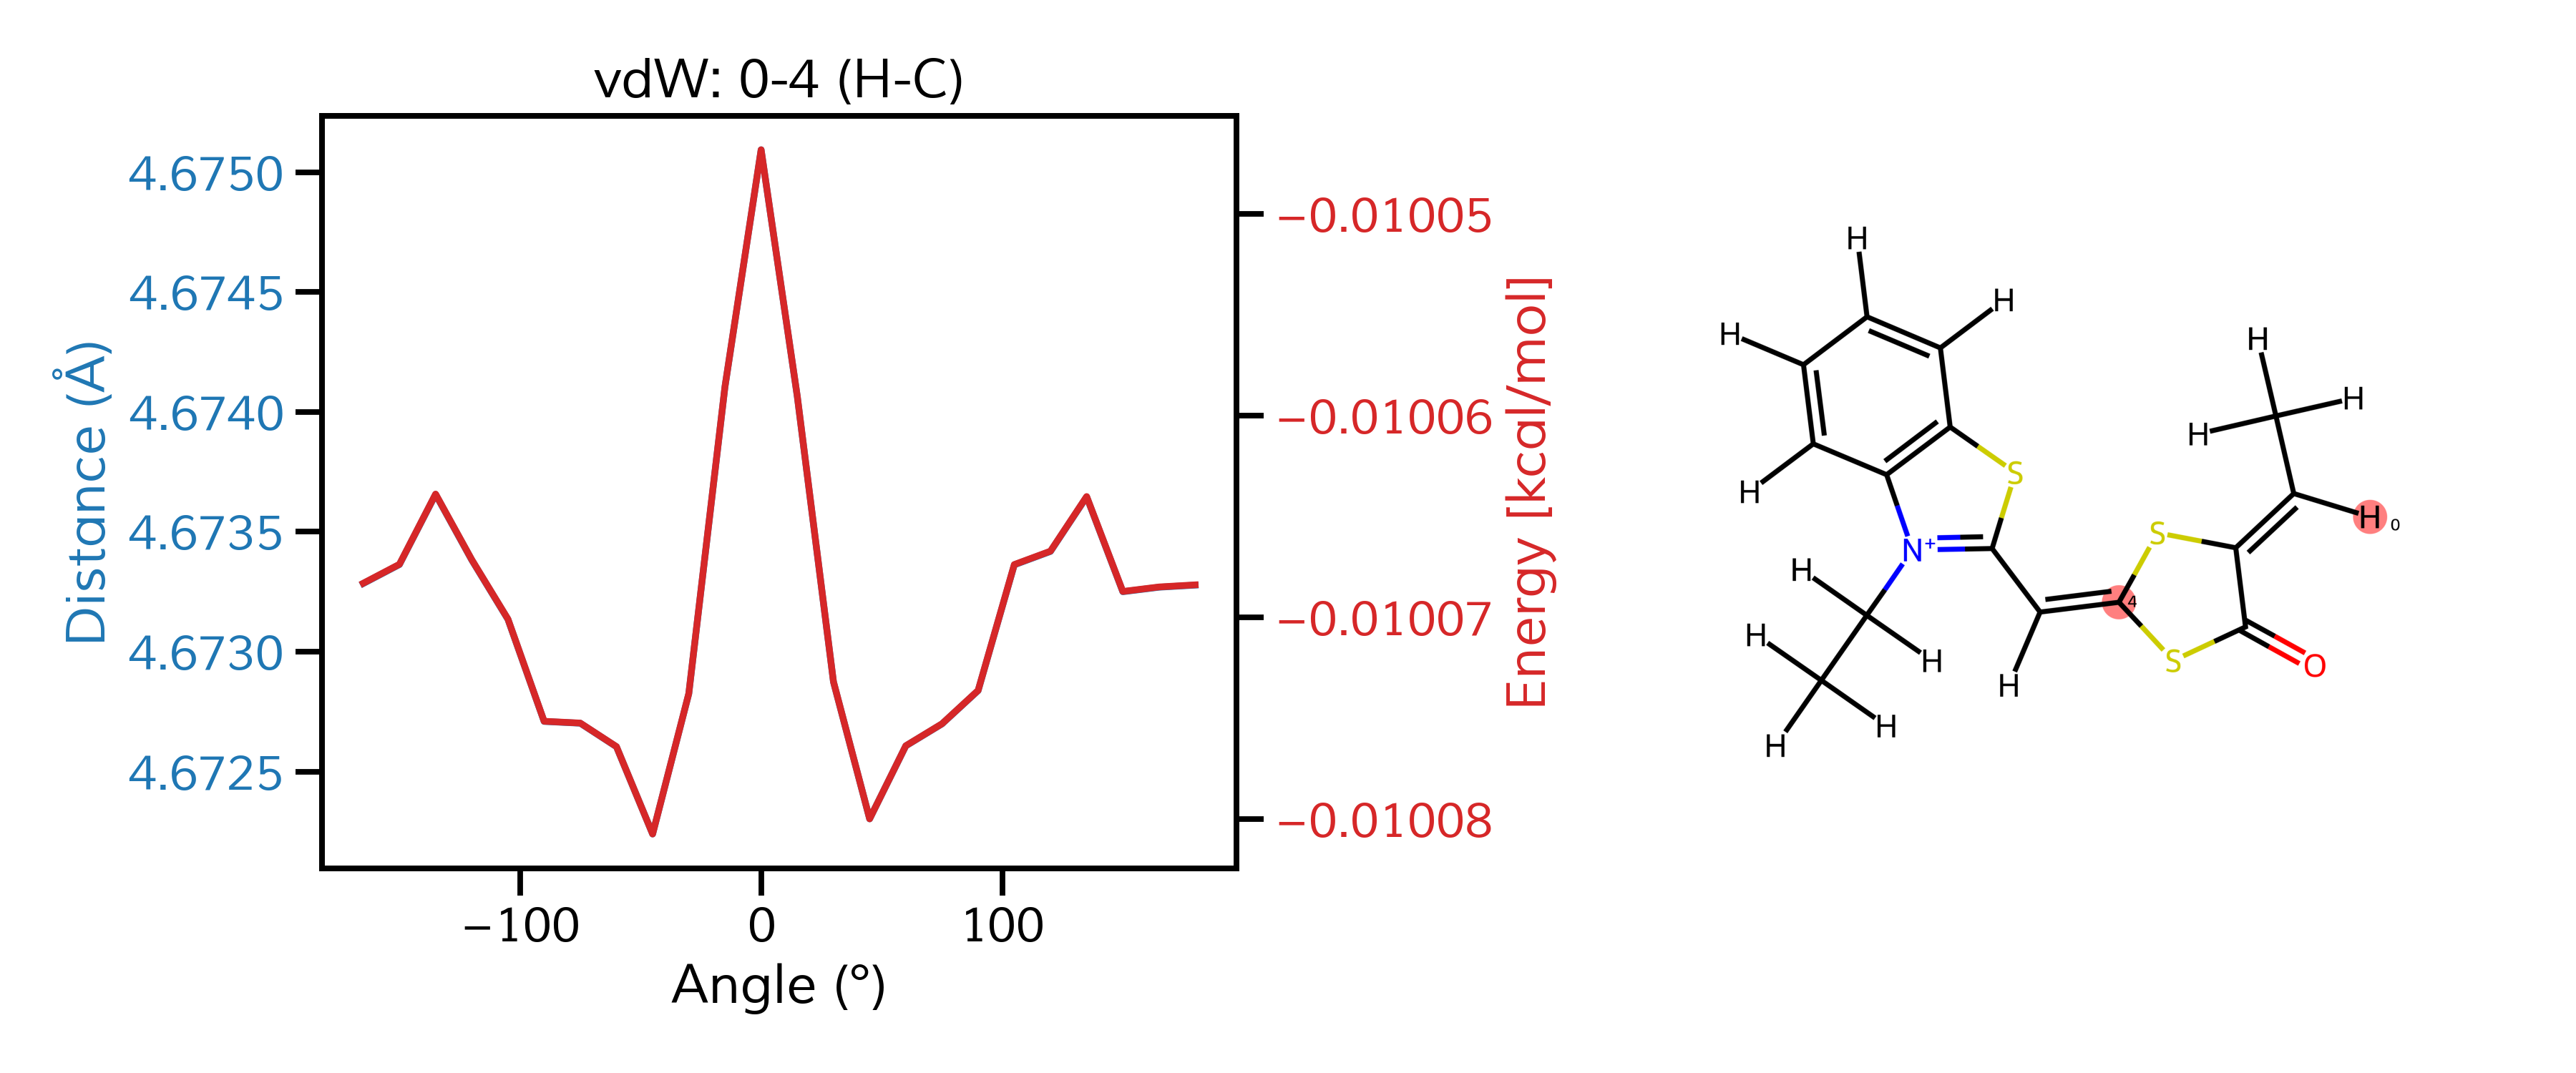 vdW: 0-4 (H-C)
Distance (Å)
4.6750
4.6745
4.6740
4.6735
4.6730
4.6725
−0.01005
−0.01006
−0.01007
−0.01008
Energy [kcal/mol]
−100 0 100
Angle (°)
H
H
H
H
H
H
H
S
H
H 0
S
N+
H
4
H
H
S
O
H
H
H